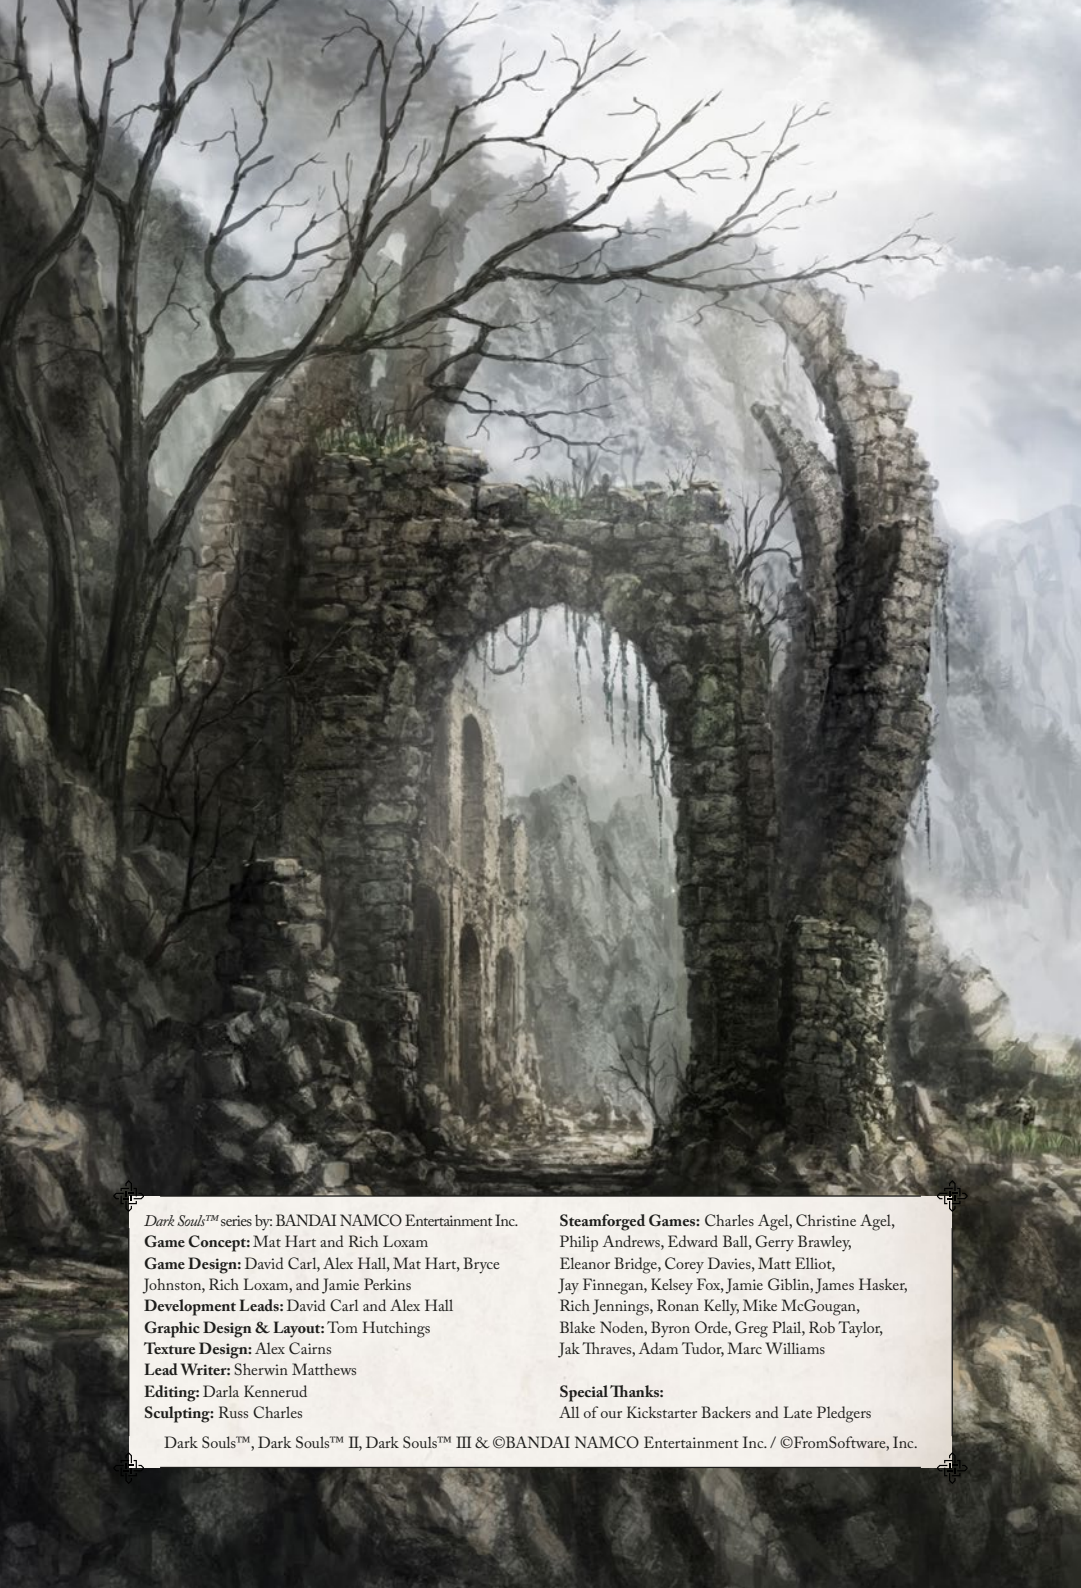 Dark Souls™ series by: BANDAI NAMCO Entertainment Inc.
Game Concept: Mat Hart and Rich Loxam
Game Design: David Carl, Alex Hall, Mat Hart, Bryce
Johnston, Rich Loxam, and Jamie Perkins
Development Leads: David Carl and Alex Hall
Graphic Design & Layout: Tom Hutchings
Texture Design: Alex Cairns
Lead Writer: Sherwin Matthews
Editing: Darla Kennerud
Sculpting: Russ Charles
Steamforged Games: Charles Agel, Christine Agel,
Philip Andrews, Edward Ball, Gerry Brawley,
Eleanor Bridge, Corey Davies, Matt Elliot,
Jay Finnegan, Kelsey Fox, Jamie Giblin, James Hasker,
Rich Jennings, Ronan Kelly, Mike McGougan,
Blake Noden, Byron Orde, Greg Plail, Rob Taylor,
Jak Thraves, Adam Tudor, Marc Williams
Special Thanks:
All of our Kickstarter Backers and Late Pledgers
Dark Souls™, Dark Souls™ II, Dark Souls™ III & ©BANDAI NAMCO Entertainment Inc. / ©FromSoftware, Inc.